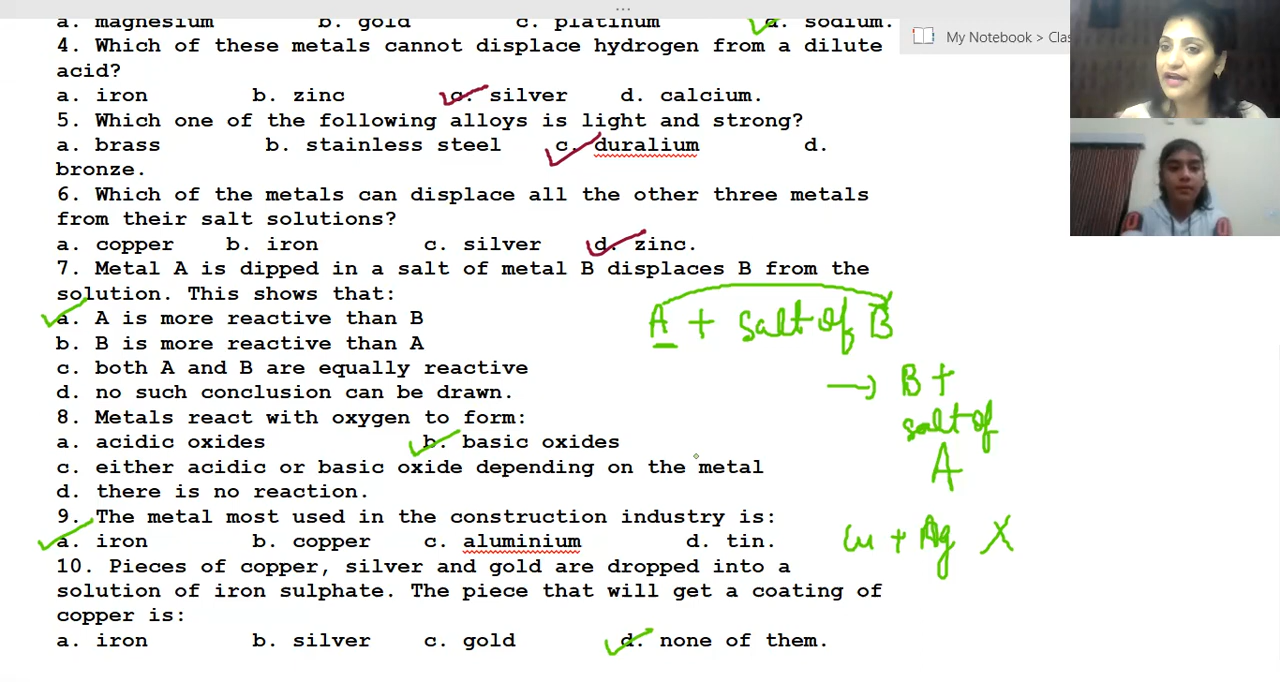 ...
a. magnesium b. gold c. platinum d. sodium.
4. Which of these metals cannot displace hydrogen from a dilute
acid?
My Notebook > Clas
a. iron b. zinc c. silver d. calcium.
5. Which one of the following alloys is light and strong?
a. brass b. stainless steel c. duralium d.
bronze.
6. Which of the metals can displace all the other three metals
from their salt solutions?
a. copper b. iron c. silver d. zinc.
7. Metal A is dipped in a salt of metal B displaces B from the
solution. This shows that:
a. A is more reactive than B
b. B is more reactive than A
c. both A and B are equally reactive
d. no such conclusion can be drawn.
8. Metals react with oxygen to form:
a. acidic oxides b. basic oxides
c. either acidic or basic oxide depending on the metal
d. there is no reaction.
9. The metal most used in the construction industry is:
a. iron b. copper c. aluminium d. tin.
10. Pieces of copper, silver and gold are dropped into a
solution of iron sulphate. The piece that will get a coating of
copper is:
a. iron b. silver c. gold d. none of them.
A + Salt of B
→ B +
salt of
A
Cu + Ag X